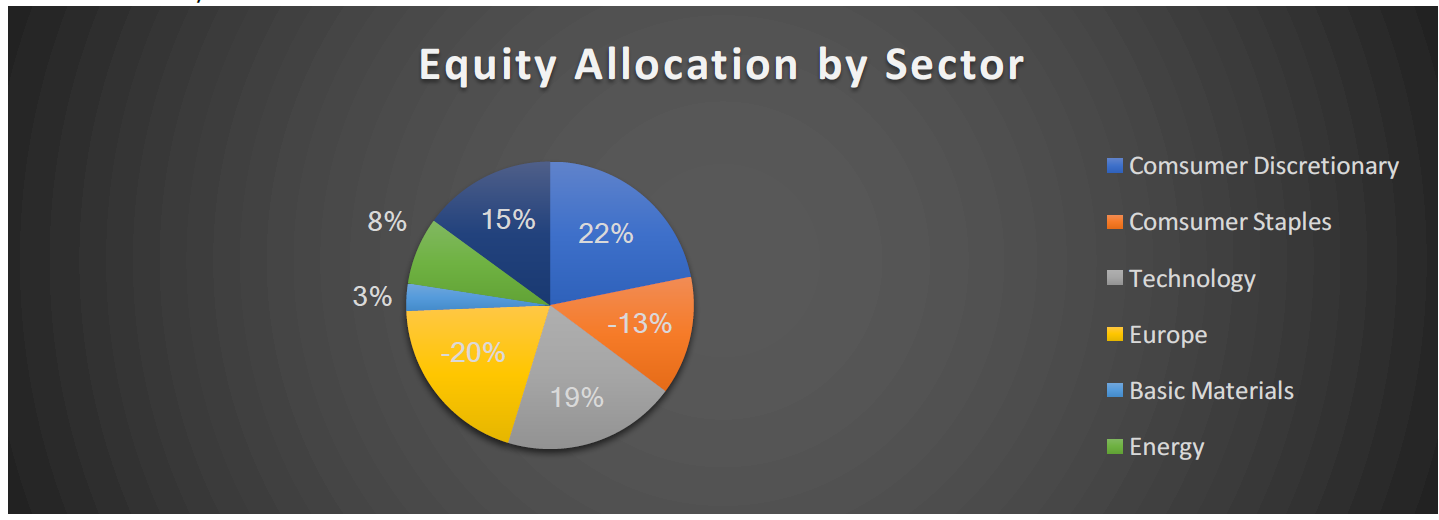 Equity Allocation by Sector
15%
22%
8%
3%
-13%
-20%
19%
Comsumer Discretionary
Comsumer Staples
Technology
Europe
Basic Materials
Energy